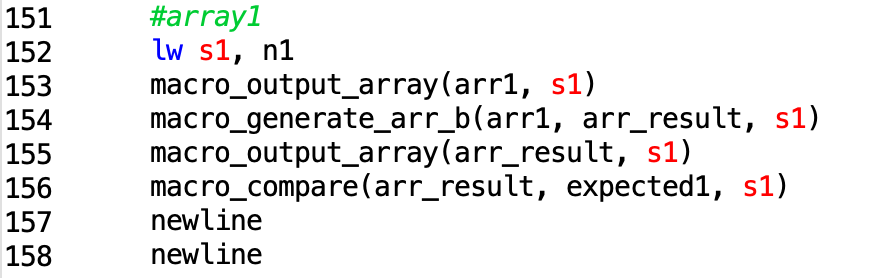 151 #array1
152 lw s1, n1
153 macro_output_array(arr1, s1)
154 macro_generate_arr_b(arr1, arr_result, s1)
155 macro_output_array(arr_result, s1)
156 macro_compare(arr_result, expected1, s1)
157 newline
158 newline